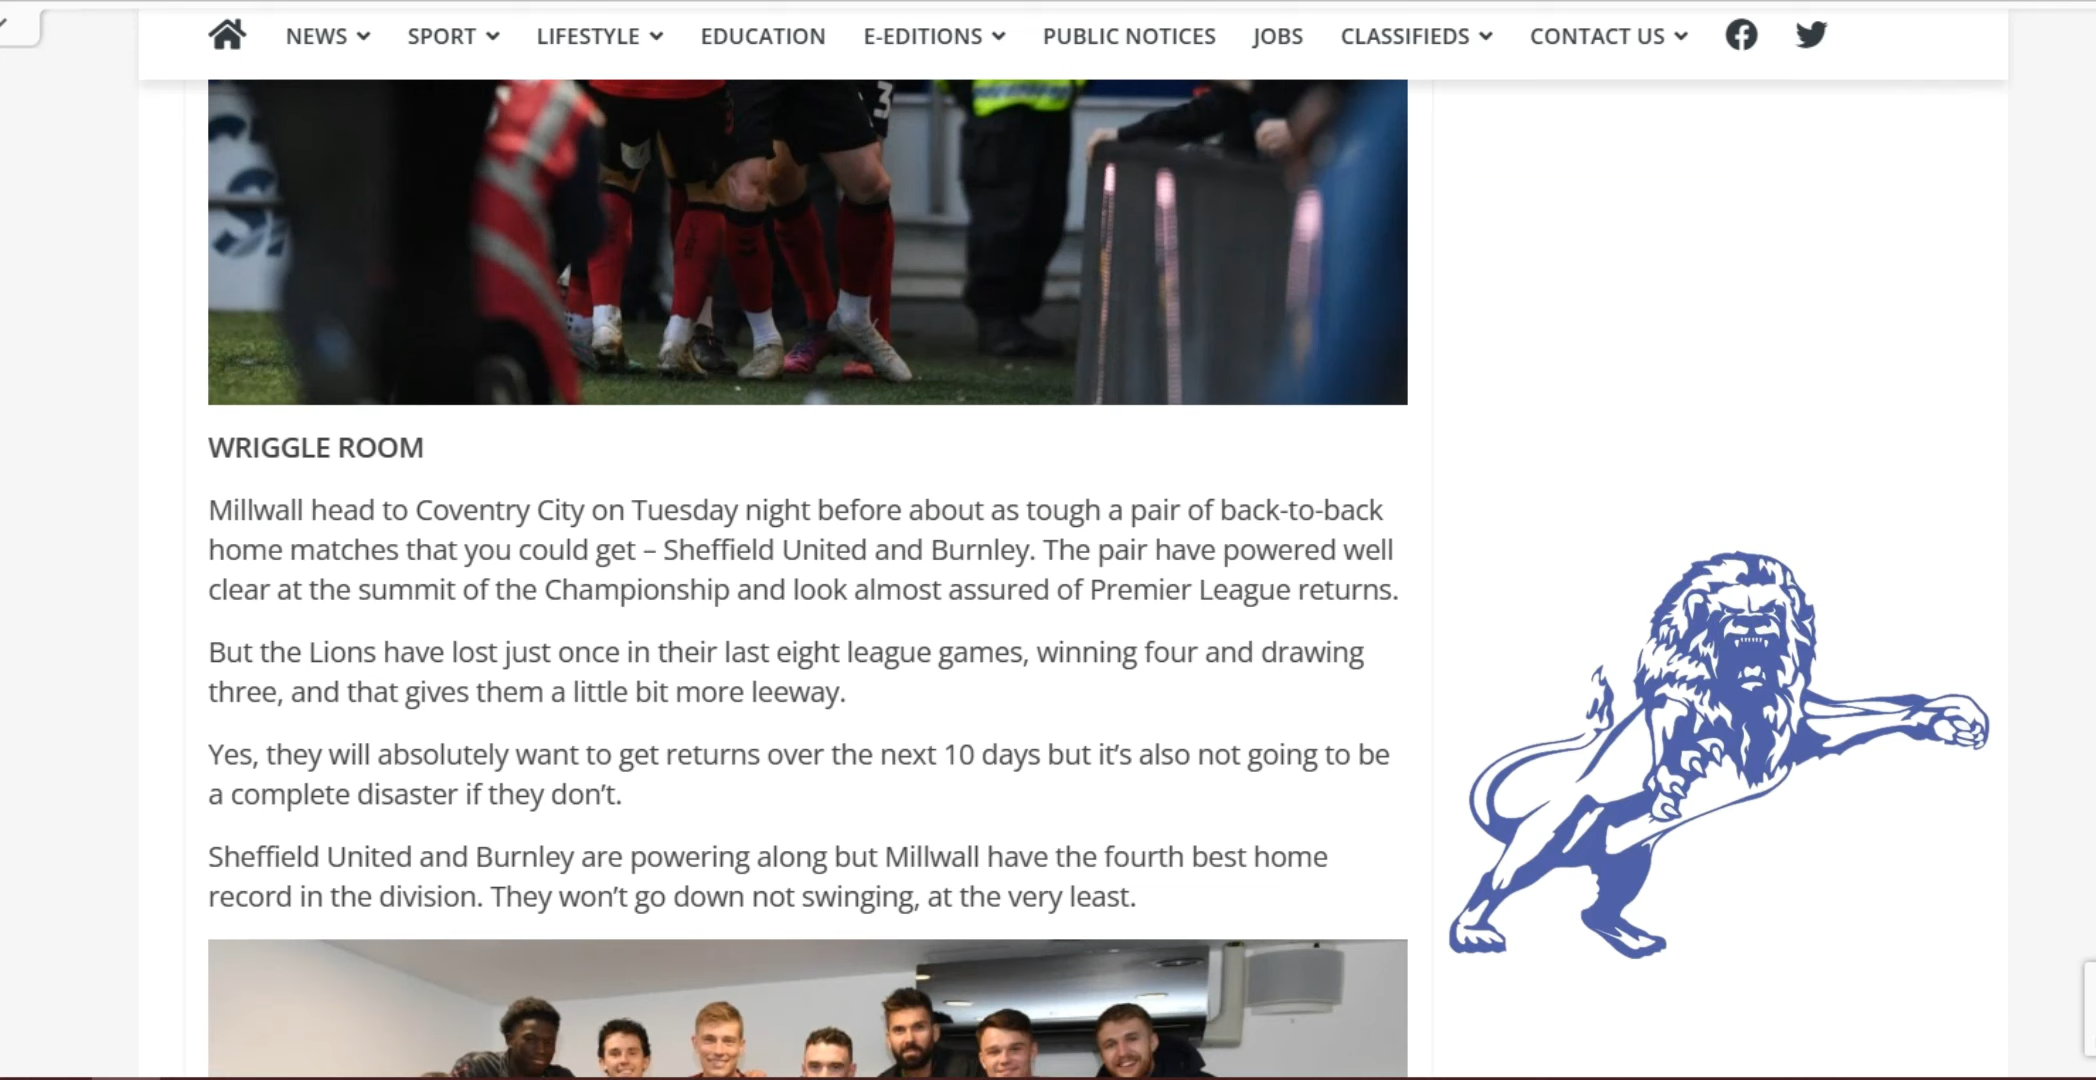 NEWS SPORT LIFESTYLE EDUCATION E-EDITIONS PUBLIC NOTICES JOBS CLASSIFIEDS CONTACT US
3
WRIGGLE ROOM
Millwall head to Coventry City on Tuesday night before about as tough a pair of back-to-back
home matches that you could get – Sheffield United and Burnley. The pair have powered well
clear at the summit of the Championship and look almost assured of Premier League returns.
But the Lions have lost just once in their last eight league games, winning four and drawing
three, and that gives them a little bit more leeway.
Yes, they will absolutely want to get returns over the next 10 days but it’s also not going to be
a complete disaster if they don’t.
Sheffield United and Burnley are powering along but Millwall have the fourth best home
record in the division. They won’t go down not swinging, at the very least.